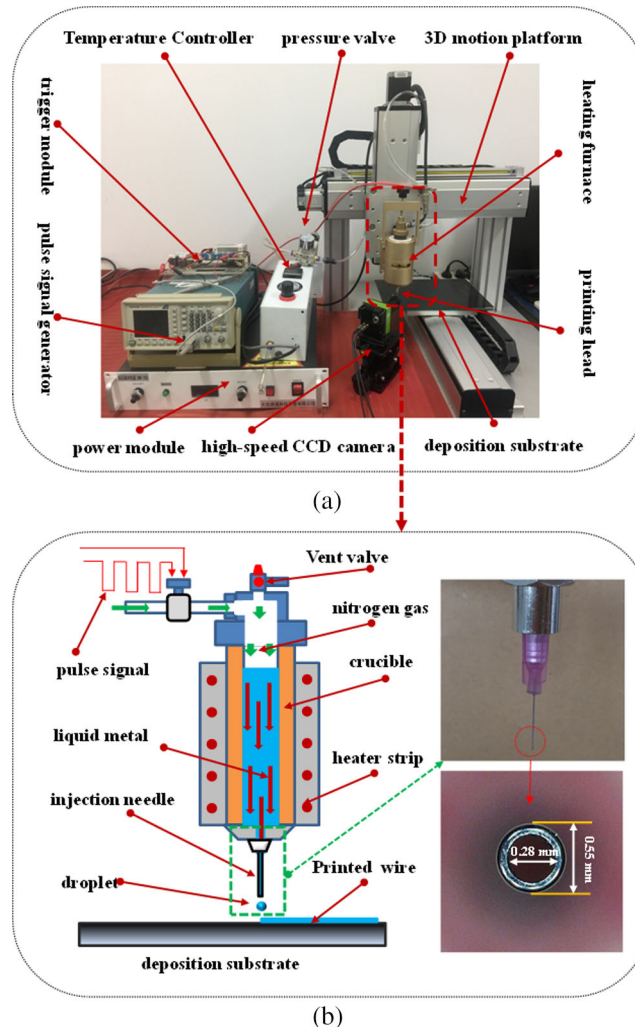 Temperature Controller
pressure valve
3D motion platform
trigger module
heating furnace
pulse signal generator
printing head
power module
high-speed CCD camera
deposition substrate
(a)
Vent valve
nitrogen gas
pulse signal
crucible
liquid metal
heater strip
injection needle
droplet
Printed wire
deposition substrate
0.28 mm
0.55 mm
(b)